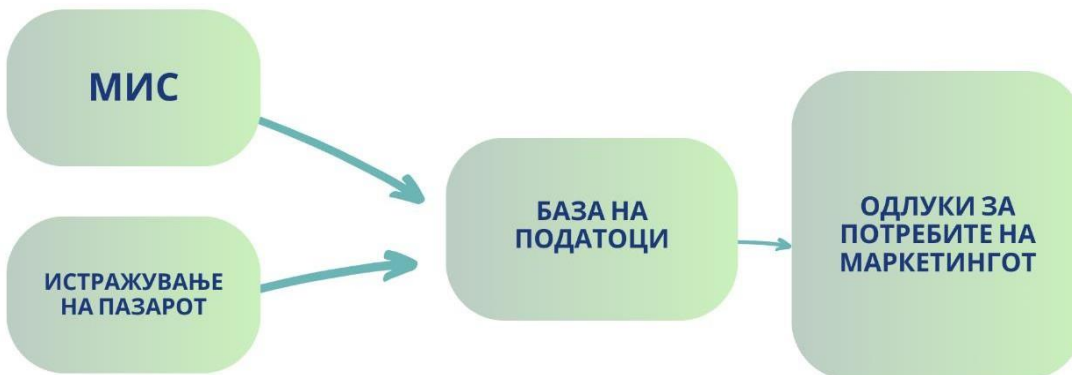 МИС
ИСТРАЖУВАЊЕ
НА ПАЗАРОТ
БАЗА НА
ПОДАТОЦИ
ОДЛУКИ ЗА
ПОТРЕБИТЕ НА
МАРКЕТИНГОТ